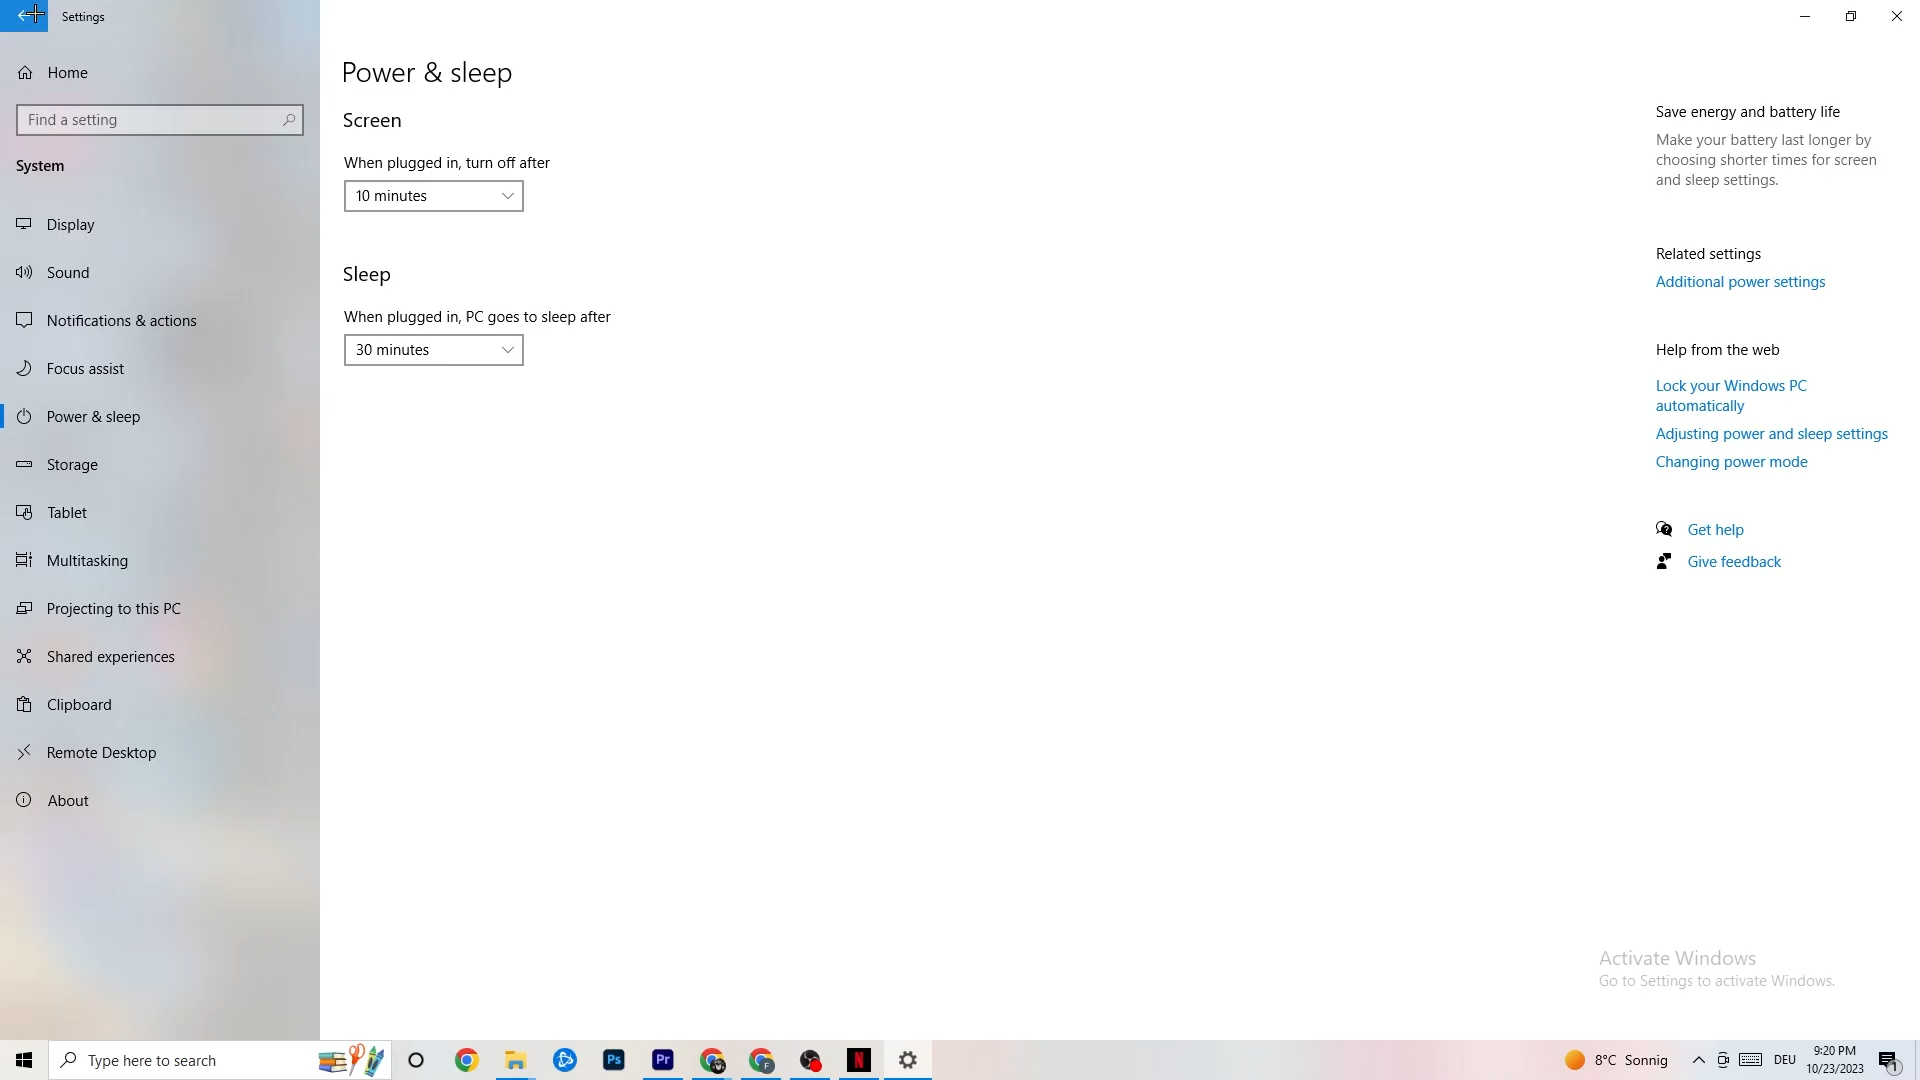 Settings
Home
Find a setting
System
Display
Sound
Notifications & actions
Focus assist
Power & sleep
Storage
Tablet
Multitasking
Projecting to this PC
Shared experiences
Clipboard
Remote Desktop
About
Power & sleep
Screen
When plugged in, turn off after
10 minutes
Sleep
When plugged in, PC goes to sleep after
30 minutes
Save energy and battery life
Make your battery last longer by
choosing shorter times for screen
and sleep settings.
Related settings
Additional power settings
Help from the web
Lock your Windows PC
automatically
Adjusting power and sleep settings
Changing power mode
Get help
Give feedback
Activate Windows
Go to Settings to activate Windows.
Type here to search
Ps
Pr
F
N
8°C Sonnig
DEU
9:20 PM
10/23/2023
1